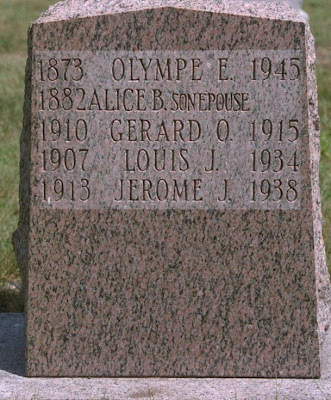 1873 OLYMPE E. 1945
1882 ALICE B. SON EPOUSE
1910 GERARD O. 1915
1907 LOUIS J. 1934
1913 JEROME J. 1938